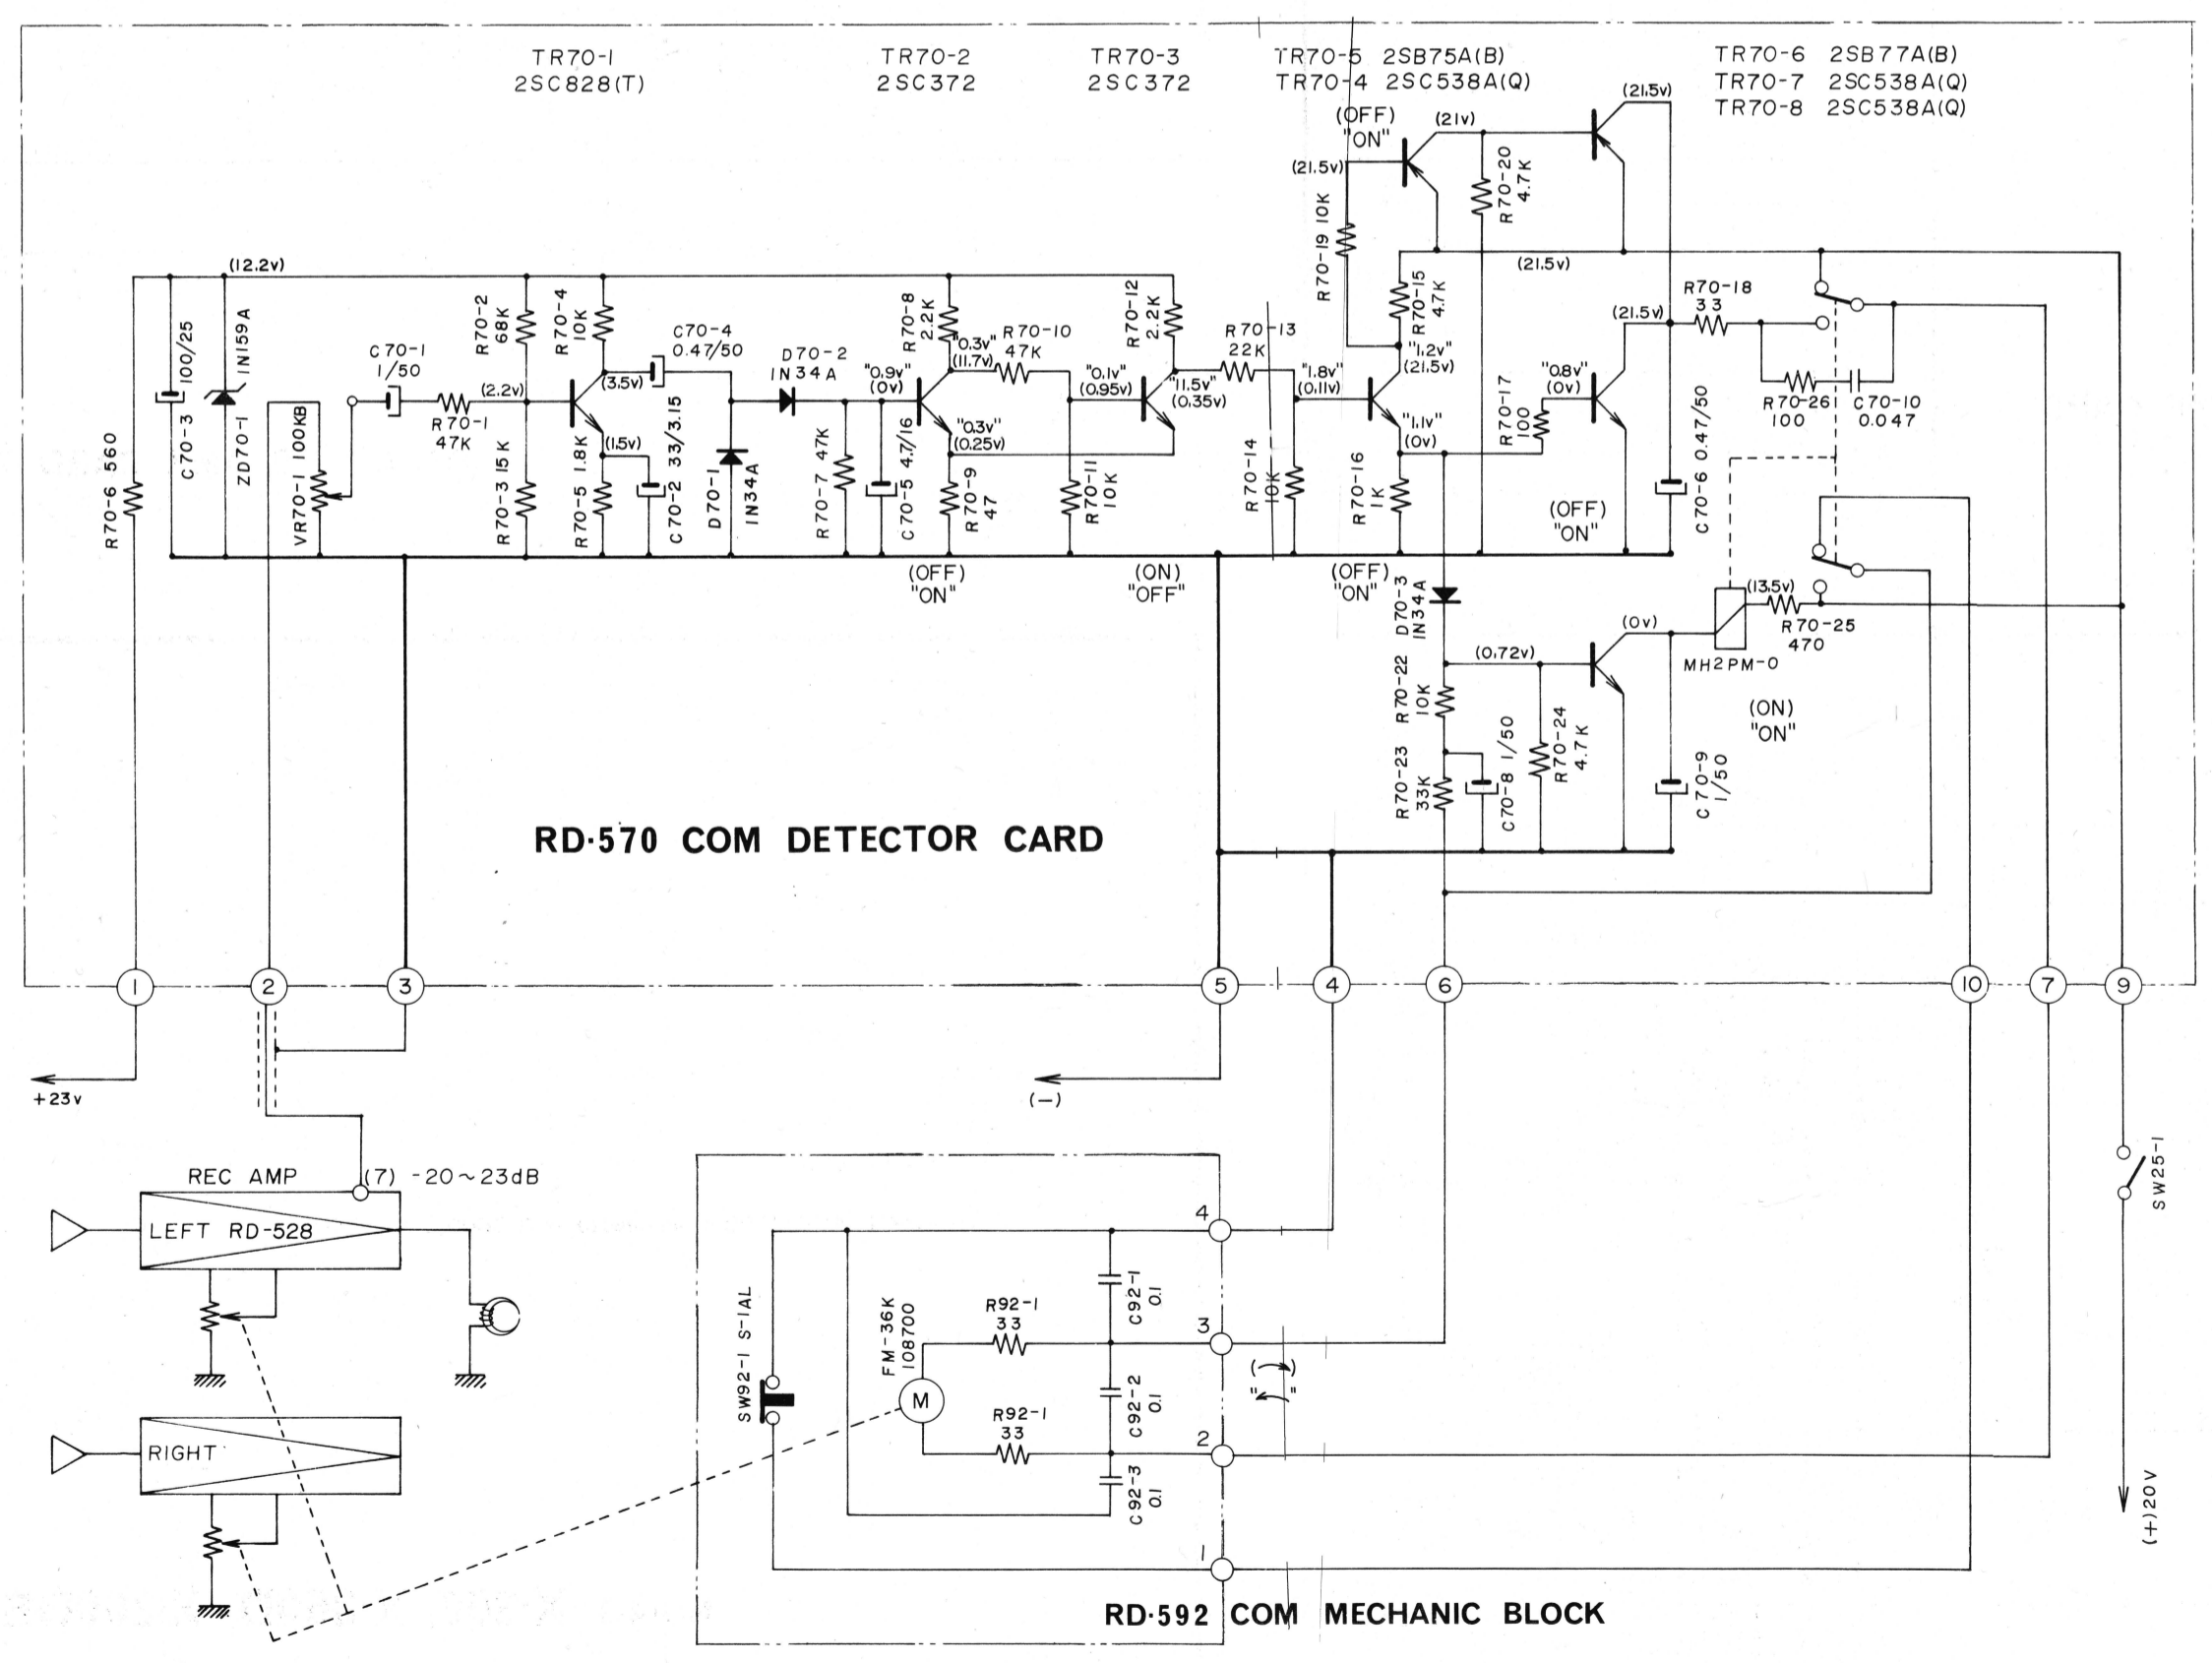 TR70-1
2SC828(T)
TR70-2
2SC372
TR70-3
2SC372
TR70-5 2SB75A(B)
TR70-4 2SC538A(Q)
TR70-6 2SB77A(B)
TR70-7 2SC538A(Q)
TR70-8 2SC538A(Q)
(OFF)
"ON"
(21v)
(21.5v)
(21.5v)
R70-20
4.7K
R70-19 10K
(12.2v)
(21.5v)
R70-6 560
C70-3 100/25
ZD70-1 1N159A
VR70-1 100KB
C70-1
1/50
R70-1
47K
R70-2
68K
(2.2v)
R70-3 15K
R70-4
10K
(3.5v)
(1.5v)
R70-5 1.8K
C70-2 33/3.15
C70-4
0.47/50
D70-1
1N34A
D70-2
1N34A
R70-7 47K
"0.9v"
(0v)
C70-5 4.7/16
R70-8
2.2K
"0.3v"
(11.7v)
"0.3v"
(0.25v)
R70-9
47
R70-10
47K
"0.1v"
(0.95v)
R70-11
10K
R70-12
2.2K
"11.5v"
(0.35v)
R70-13
22K
R70-14
10K
"1.8v"
(0.11v)
R70-15
4.7K
"1.2v"
(21.5v)
"1.1v"
(0v)
R70-16
1K
R70-17
100
"0.8v"
(0v)
(21.5v)
R70-18
33
R70-26
100
C70-10
0.047
C70-6 0.47/50
(OFF)
"ON"
(OFF)
"ON"
(ON)
"OFF"
(OFF)
"ON"
D70-3
1N34A
(13.5v)
R70-25
470
MH2PM-0
(ON)
"ON"
(0v)
(0.72v)
R70-22
10K
R70-23
33K
C70-8 1/50
R70-24
4.7K
C70-9
1/50
RD·570 COM DETECTOR CARD
1
2
3
5
4
6
10
7
9
+23v
(-)
REC AMP
(7) -20~23dB
LEFT RD-528
RIGHT
SW25-1
(+)20V
SW92-1 S-1AL
FM-36K
108700
M
R92-1
33
R92-1
33
C92-1
0.1
C92-2
0.1
C92-3
0.1
4
3
2
1
RD·592 COM MECHANIC BLOCK